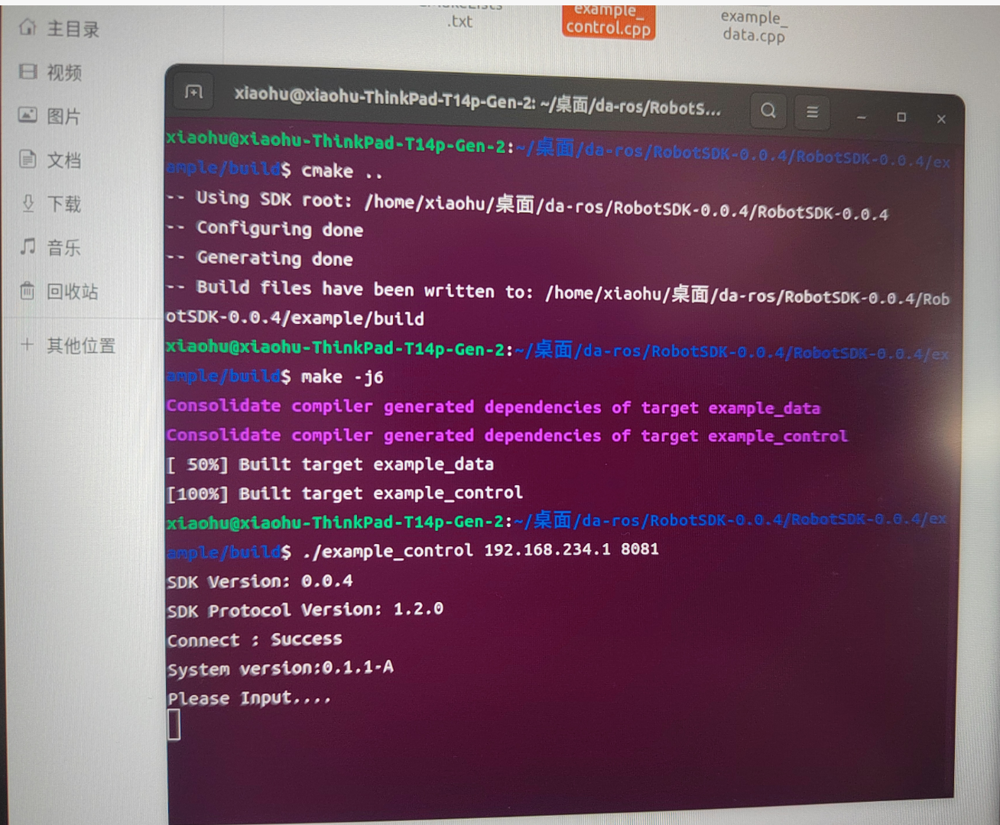 主目录
视频
图片
文档
下载
音乐
回收站
其他位置
.txt
example_
control.cpp
example_
data.cpp
xiaohu@xiaohu-ThinkPad-T14p-Gen-2: ~/桌面/da-ros/RobotS...
xiaohu@xiaohu-ThinkPad-T14p-Gen-2:~/桌面/da-ros/RobotSDK-0.0.4/RobotSDK-0.0.4/ex
ample/build$ cmake ..
-- Using SDK root: /home/xiaohu/桌面/da-ros/RobotSDK-0.0.4/RobotSDK-0.0.4
-- Configuring done
-- Generating done
-- Build files have been written to: /home/xiaohu/桌面/da-ros/RobotSDK-0.0.4/Rob
otSDK-0.0.4/example/build
xiaohu@xiaohu-ThinkPad-T14p-Gen-2:~/桌面/da-ros/RobotSDK-0.0.4/RobotSDK-0.0.4/ex
ample/build$ make -j6
Consolidate compiler generated dependencies of target example_data
Consolidate compiler generated dependencies of target example_control
[ 50%] Built target example_data
[100%] Built target example_control
xiaohu@xiaohu-ThinkPad-T14p-Gen-2:~/桌面/da-ros/RobotSDK-0.0.4/RobotSDK-0.0.4/ex
ample/build$ ./example_control 192.168.234.1 8081
SDK Version: 0.0.4
SDK Protocol Version: 1.2.0
Connect : Success
System version:0.1.1-A
Please Input....